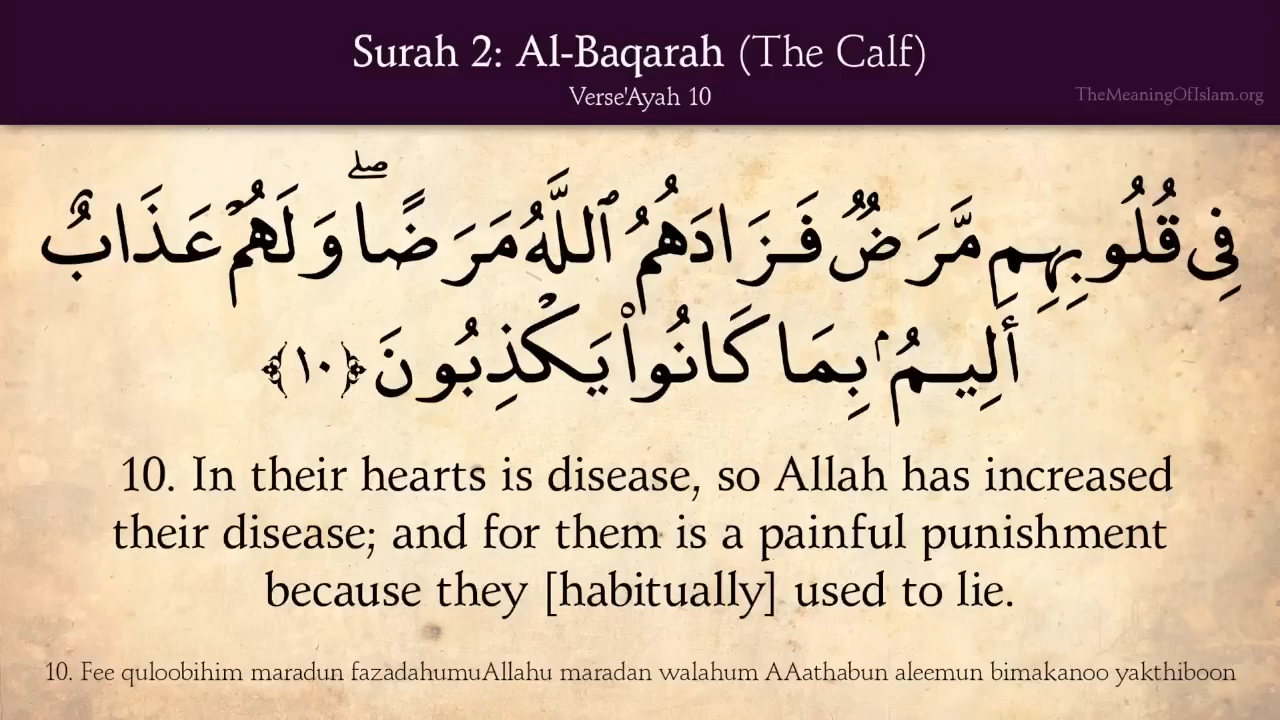 Surah 2: Al-Baqarah (The Calf)
Verse'Ayah 10
TheMeaningOfIslam.org
فِى قُلُوبِهِم مَّرَضٌ فَزَادَهُمُ ٱللَّهُ مَرَضًا ۖ وَلَهُمْ عَذَابٌ
أَلِيمٌۢ بِمَا كَانُوا۟ يَكْذِبُونَ ﴿١٠﴾
10. In their hearts is disease, so Allah has increased
their disease; and for them is a painful punishment
because they [habitually] used to lie.
10. Fee quloobihim maradun fazadahumuAllahu maradan walahum AAathabun aleemun bimakanoo yakthiboon